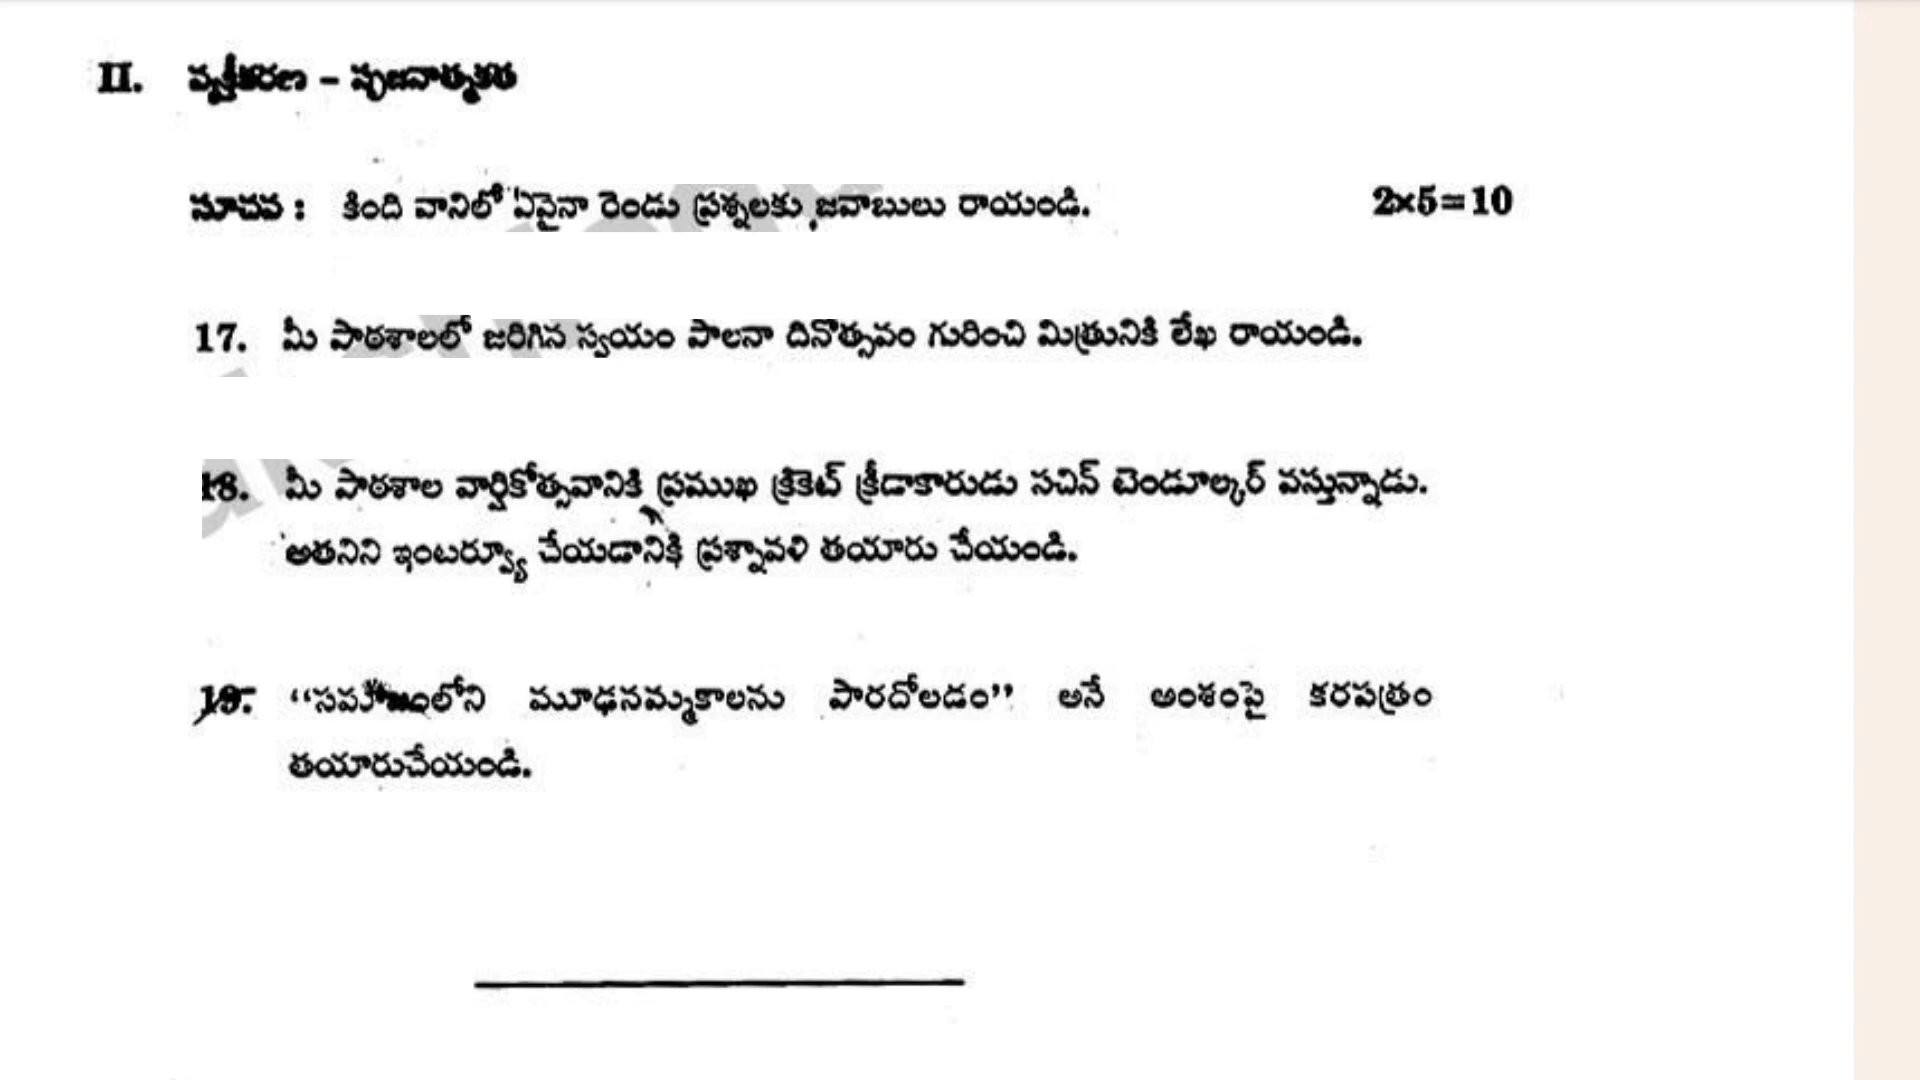 II. వ్యక్తీకరణ – సృజనాత్మకత
సూచన : కింది వానిలో ఏవైనా రెండు ప్రశ్నలకు జవాబులు రాయండి. 2×5=10
17. మీ పాఠశాలలో జరిగిన స్వయం పాలనా దినోత్సవం గురించి మిత్రునికి లేఖ రాయండి.
18. మీ పాఠశాల వార్షికోత్సవానికి ప్రముఖ క్రికెట్ క్రీడాకారుడు సచిన్ టెండూల్కర్ వస్తున్నాడు.
అతనిని ఇంటర్వ్యూ చేయడానికి ప్రశ్నావళి తయారు చేయండి.
19. “సమాజంలోని మూఢనమ్మకాలను పారదోలడం” అనే అంశంపై కరపత్రం
తయారుచేయండి.